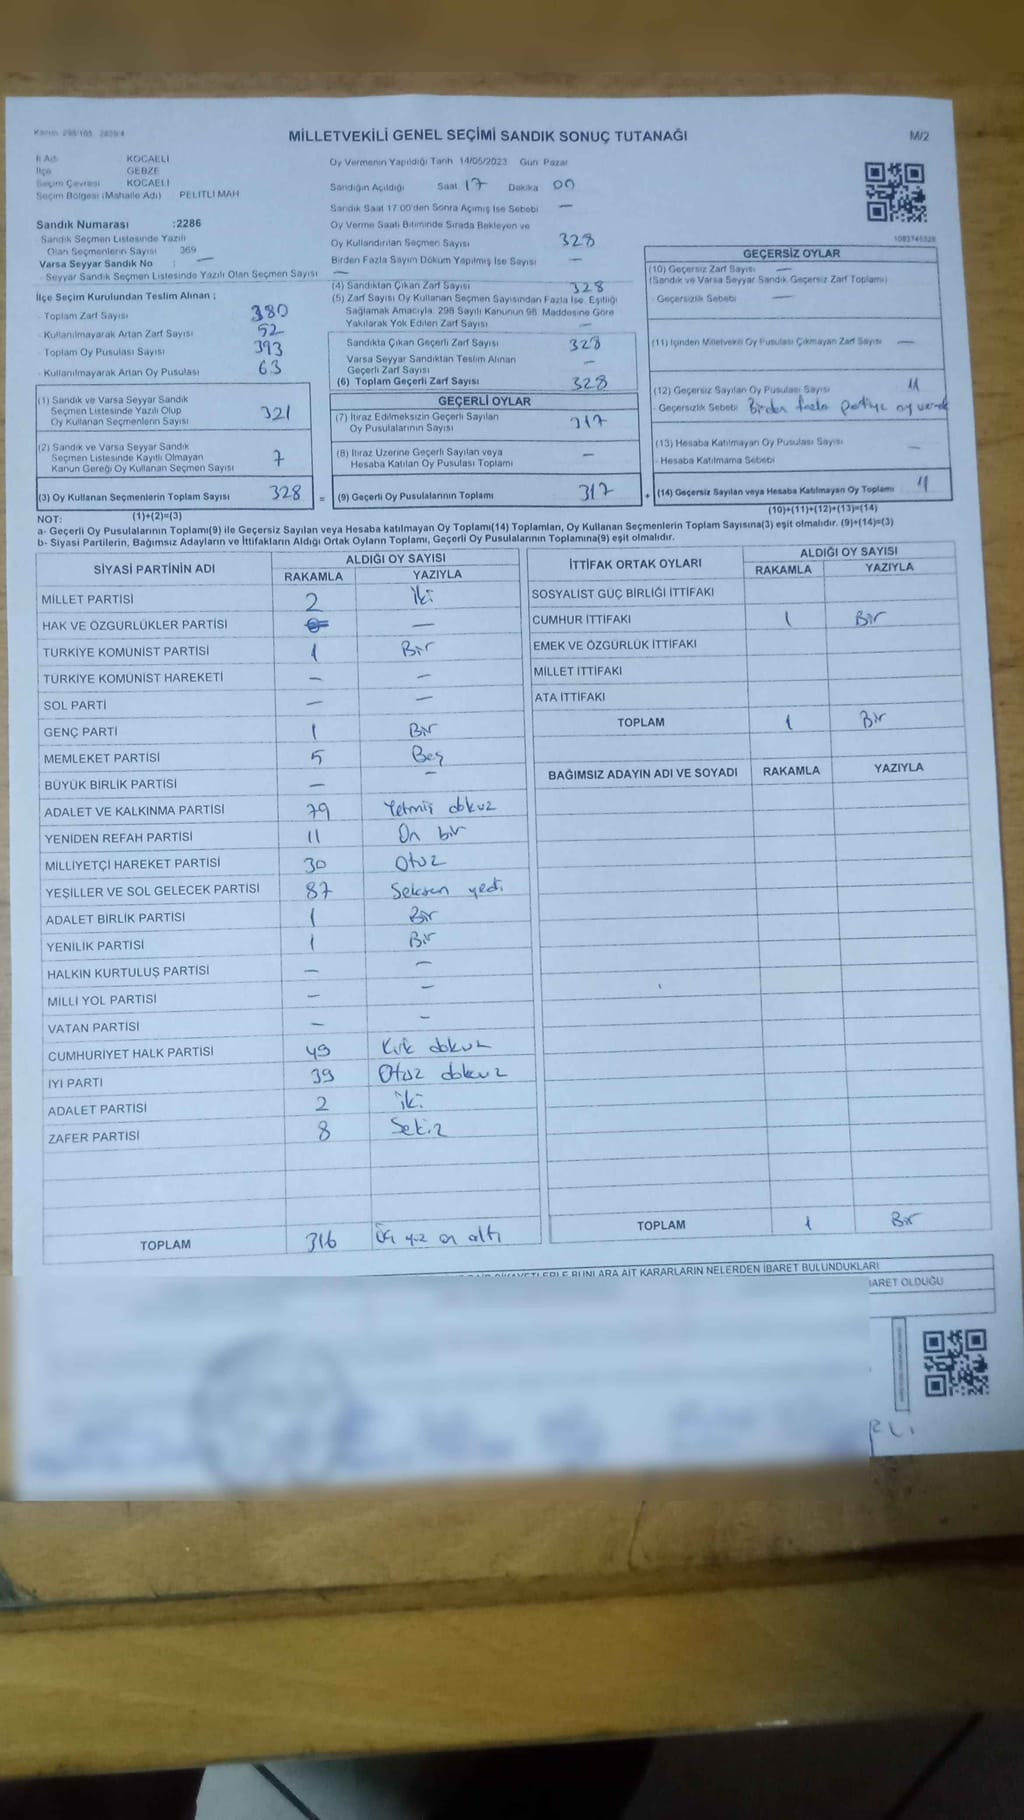 Kanun 298/105, 2839/4
MİLLETVEKİLİ GENEL SEÇİMİ SANDIK SONUÇ TUTANAĞI
M/2
İl Adı KOCAELİ
İlçe GEBZE
Seçim Çevresi KOCAELİ
Seçim Bölgesi (Mahalle Adı) PELİTLİ MAH
Sandık Numarası :2286
Sandık Seçmen Listesinde Yazılı
Olan Seçmenlerin Sayısı 369
Varsa Seyyar Sandık No : —
Seyyar Sandık Seçmen Listesinde Yazılı Olan Seçmen Sayısı —
İlçe Seçim Kurulundan Teslim Alınan ;
- Toplam Zarf Sayısı 380
- Kullanılmayarak Artan Zarf Sayısı 52
- Toplam Oy Pusulası Sayısı 393
- Kullanılmayarak Artan Oy Pusulası 63
(1) Sandık ve Varsa Seyyar Sandık
Seçmen Listesinde Yazılı Olup
Oy Kullanan Seçmenlerin Sayısı 321
(2) Sandık ve Varsa Seyyar Sandık
Seçmen Listesinde Kayıtlı Olmayan
Kanun Gereği Oy Kullanan Seçmen Sayısı 7
(3) Oy Kullanan Seçmenlerin Toplam Sayısı 328 =
(1)+(2)=(3)
Oy Vermenin Yapıldığı Tarih 14/05/2023 Gün Pazar
Sandığın Açıldığı Saat 17 Dakika 00
Sandık Saat 17.00'den Sonra Açılmış İse Sebebi —
Oy Verme Saati Bitiminde Sırada Bekleyen ve
Oy Kullandırılan Seçmen Sayısı 328
Birden Fazla Sayım Döküm Yapılmış İse Sayısı —
(4) Sandıktan Çıkan Zarf Sayısı 328
(5) Zarf Sayısı Oy Kullanan Seçmen Sayısından Fazla İse, Eşitliği
Sağlamak Amacıyla, 298 Sayılı Kanunun 98. Maddesine Göre
Yakılarak Yok Edilen Zarf Sayısı —
Sandıkta Çıkan Geçerli Zarf Sayısı 328
Varsa Seyyar Sandıktan Teslim Alınan
Geçerli Zarf Sayısı —
(6) Toplam Geçerli Zarf Sayısı 328
GEÇERLİ OYLAR
(7) İtiraz Edilmeksizin Geçerli Sayılan
Oy Pusulalarının Sayısı 317
(8) İtiraz Üzerine Geçerli Sayılan veya
Hesaba Katılan Oy Pusulası Toplamı —
(9) Geçerli Oy Pusulalarının Toplamı 317 +
1083746328
GEÇERSİZ OYLAR
(10) Geçersiz Zarf Sayısı —
(Sandık ve Varsa Seyyar Sandık Geçersiz Zarf Toplamı)
- Geçersizlik Sebebi —
(11) İçinden Milletvekili Oy Pusulası Çıkmayan Zarf Sayısı —
(12) Geçersiz Sayılan Oy Pusulası Sayısı 11
- Geçersizlik Sebebi Birden fazla partiye oy vermek
(13) Hesaba Katılmayan Oy Pusulası Sayısı —
- Hesaba Katılmama Sebebi
(14) Geçersiz Sayılan veya Hesaba Katılmayan Oy Toplamı 11
(10)+(11)+(12)+(13)=(14)
NOT:
a- Geçerli Oy Pusulalarının Toplamı(9) ile Geçersiz Sayılan veya Hesaba katılmayan Oy Toplamı(14) Toplamları, Oy Kullanan Seçmenlerin Toplam Sayısına(3) eşit olmalıdır. (9)+(14)=(3)
b- Siyasi Partilerin, Bağımsız Adayların ve İttifakların Aldığı Ortak Oyların Toplamı, Geçerli Oy Pusulalarının Toplamına(9) eşit olmalıdır.
SİYASİ PARTİNİN ADI ALDIĞI OY SAYISI
RAKAMLA YAZIYLA
MİLLET PARTİSİ 2 İki
HAK VE ÖZGÜRLÜKLER PARTİSİ —
TÜRKİYE KOMÜNİST PARTİSİ 1 Bir
TÜRKİYE KOMÜNİST HAREKETİ — —
SOL PARTİ — —
GENÇ PARTİ 1 Bir
MEMLEKET PARTİSİ 5 Beş
BÜYÜK BİRLİK PARTİSİ — —
ADALET VE KALKINMA PARTİSİ 79 Yetmiş dokuz
YENİDEN REFAH PARTİSİ 11 On bir
MİLLİYETÇİ HAREKET PARTİSİ 30 Otuz
YEŞİLLER VE SOL GELECEK PARTİSİ 87 Seksen yedi
ADALET BİRLİK PARTİSİ 1 Bir
YENİLİK PARTİSİ 1 Bir
HALKIN KURTULUŞ PARTİSİ — —
MİLLİ YOL PARTİSİ — —
VATAN PARTİSİ — —
CUMHURİYET HALK PARTİSİ 49 Kırk dokuz
İYİ PARTİ 39 Otuz dokuz
ADALET PARTİSİ 2 iki
ZAFER PARTİSİ 8 Sekiz
TOPLAM 316 Üç yüz on altı
İTTİFAK ORTAK OYLARI ALDIĞI OY SAYISI
RAKAMLA YAZIYLA
SOSYALİST GÜÇ BİRLİĞİ İTTİFAKI
CUMHUR İTTİFAKI 1 Bir
EMEK VE ÖZGÜRLÜK İTTİFAKI
MİLLET İTTİFAKI
ATA İTTİFAKI
TOPLAM 1 Bir
BAĞIMSIZ ADAYIN ADI VE SOYADI RAKAMLA YAZIYLA
TOPLAM 1 Bir
BUNLARA AİT KARARLARIN NELERDEN İBARET BULUNDUKLARI
İBARET OLDUĞU